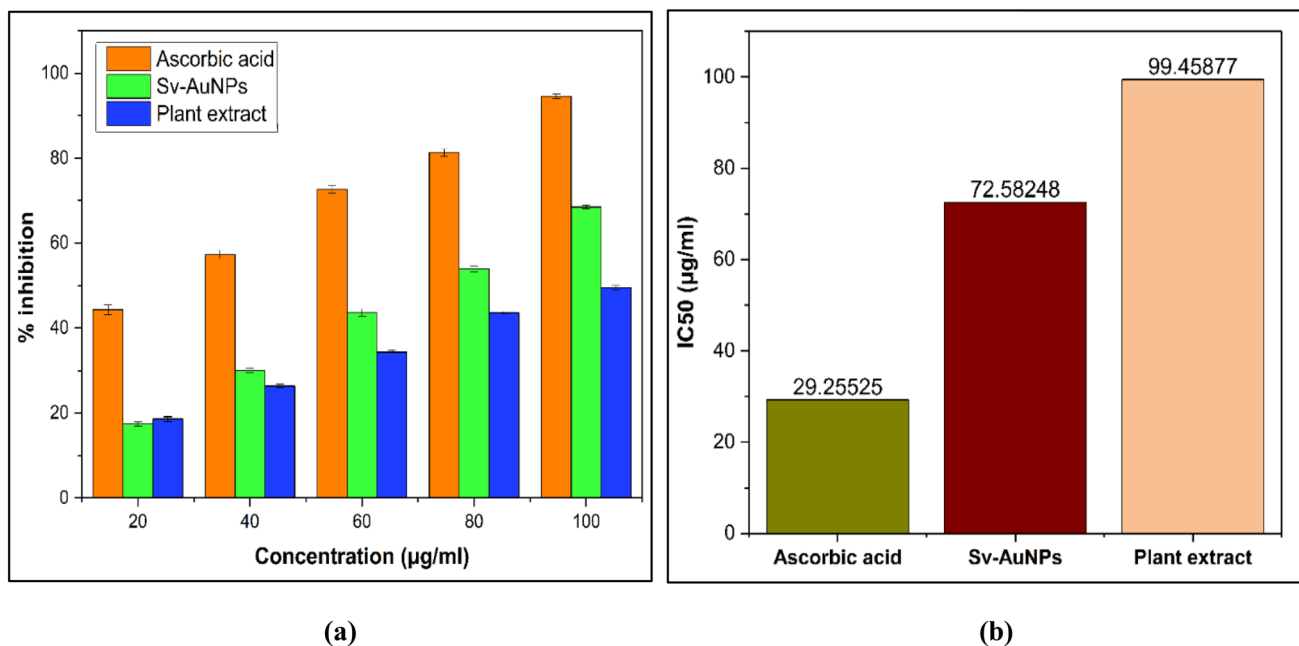 Ascorbic acid
Sv-AuNPs
Plant extract
100
80
60
40
20
0
% inhibition
20 40 60 80 100
Concentration (µg/ml)
(a)
100
80
60
40
20
0
IC50 (µg/ml)
29.25525
72.58248
99.45877
Ascorbic acid Sv-AuNPs Plant extract
(b)